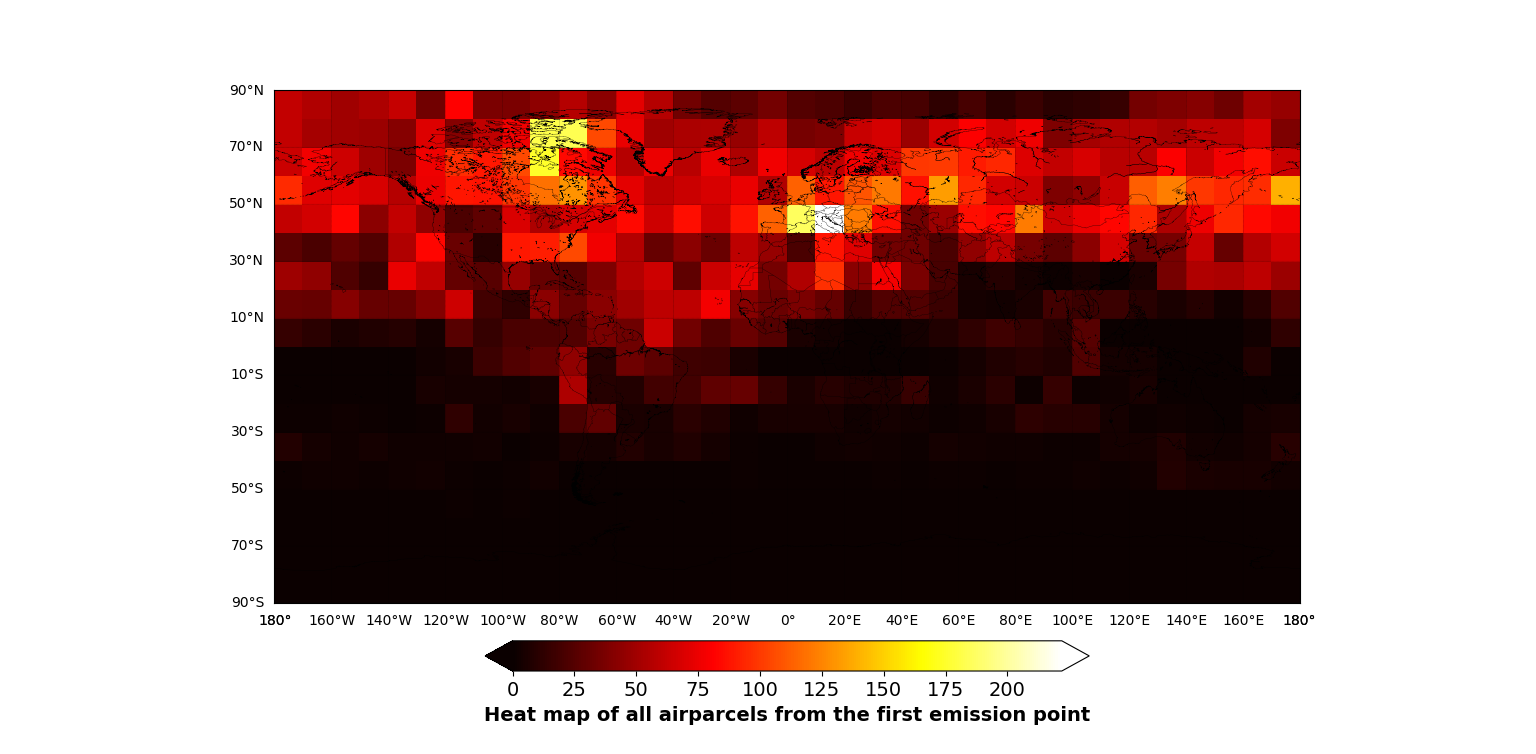 90°N
70°N
50°N
30°N
10°N
10°S
30°S
50°S
70°S
90°S
180° 160°W 140°W 120°W 100°W 80°W 60°W 40°W 20°W 0° 20°E 40°E 60°E 80°E 100°E 120°E 140°E 160°E 180°
0 25 50 75 100 125 150 175 200
Heat map of all airparcels from the first emission point